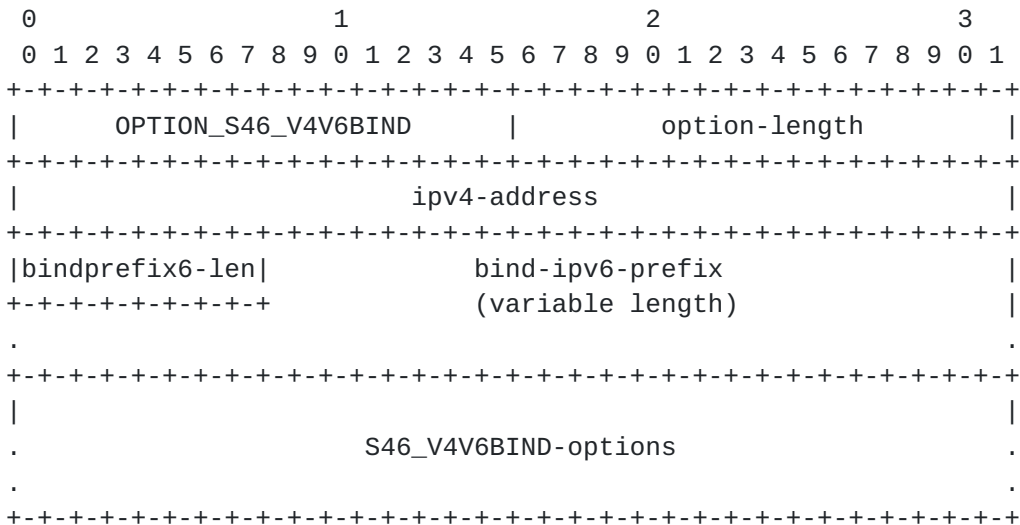 0                   1                   2                   3
 0 1 2 3 4 5 6 7 8 9 0 1 2 3 4 5 6 7 8 9 0 1 2 3 4 5 6 7 8 9 0 1
+-+-+-+-+-+-+-+-+-+-+-+-+-+-+-+-+-+-+-+-+-+-+-+-+-+-+-+-+-+-+-+-+
|      OPTION_S46_V4V6BIND      |         option-length         |
+-+-+-+-+-+-+-+-+-+-+-+-+-+-+-+-+-+-+-+-+-+-+-+-+-+-+-+-+-+-+-+-+
|                         ipv4-address                          |
+-+-+-+-+-+-+-+-+-+-+-+-+-+-+-+-+-+-+-+-+-+-+-+-+-+-+-+-+-+-+-+-+
|bindprefix6-len|             bind-ipv6-prefix                  |
+-+-+-+-+-+-+-+-+             (variable length)                 |
.                                                               .
+-+-+-+-+-+-+-+-+-+-+-+-+-+-+-+-+-+-+-+-+-+-+-+-+-+-+-+-+-+-+-+-+
|                                                               |
.                      S46_V4V6BIND-options                     .
.                                                               .
+-+-+-+-+-+-+-+-+-+-+-+-+-+-+-+-+-+-+-+-+-+-+-+-+-+-+-+-+-+-+-+-+